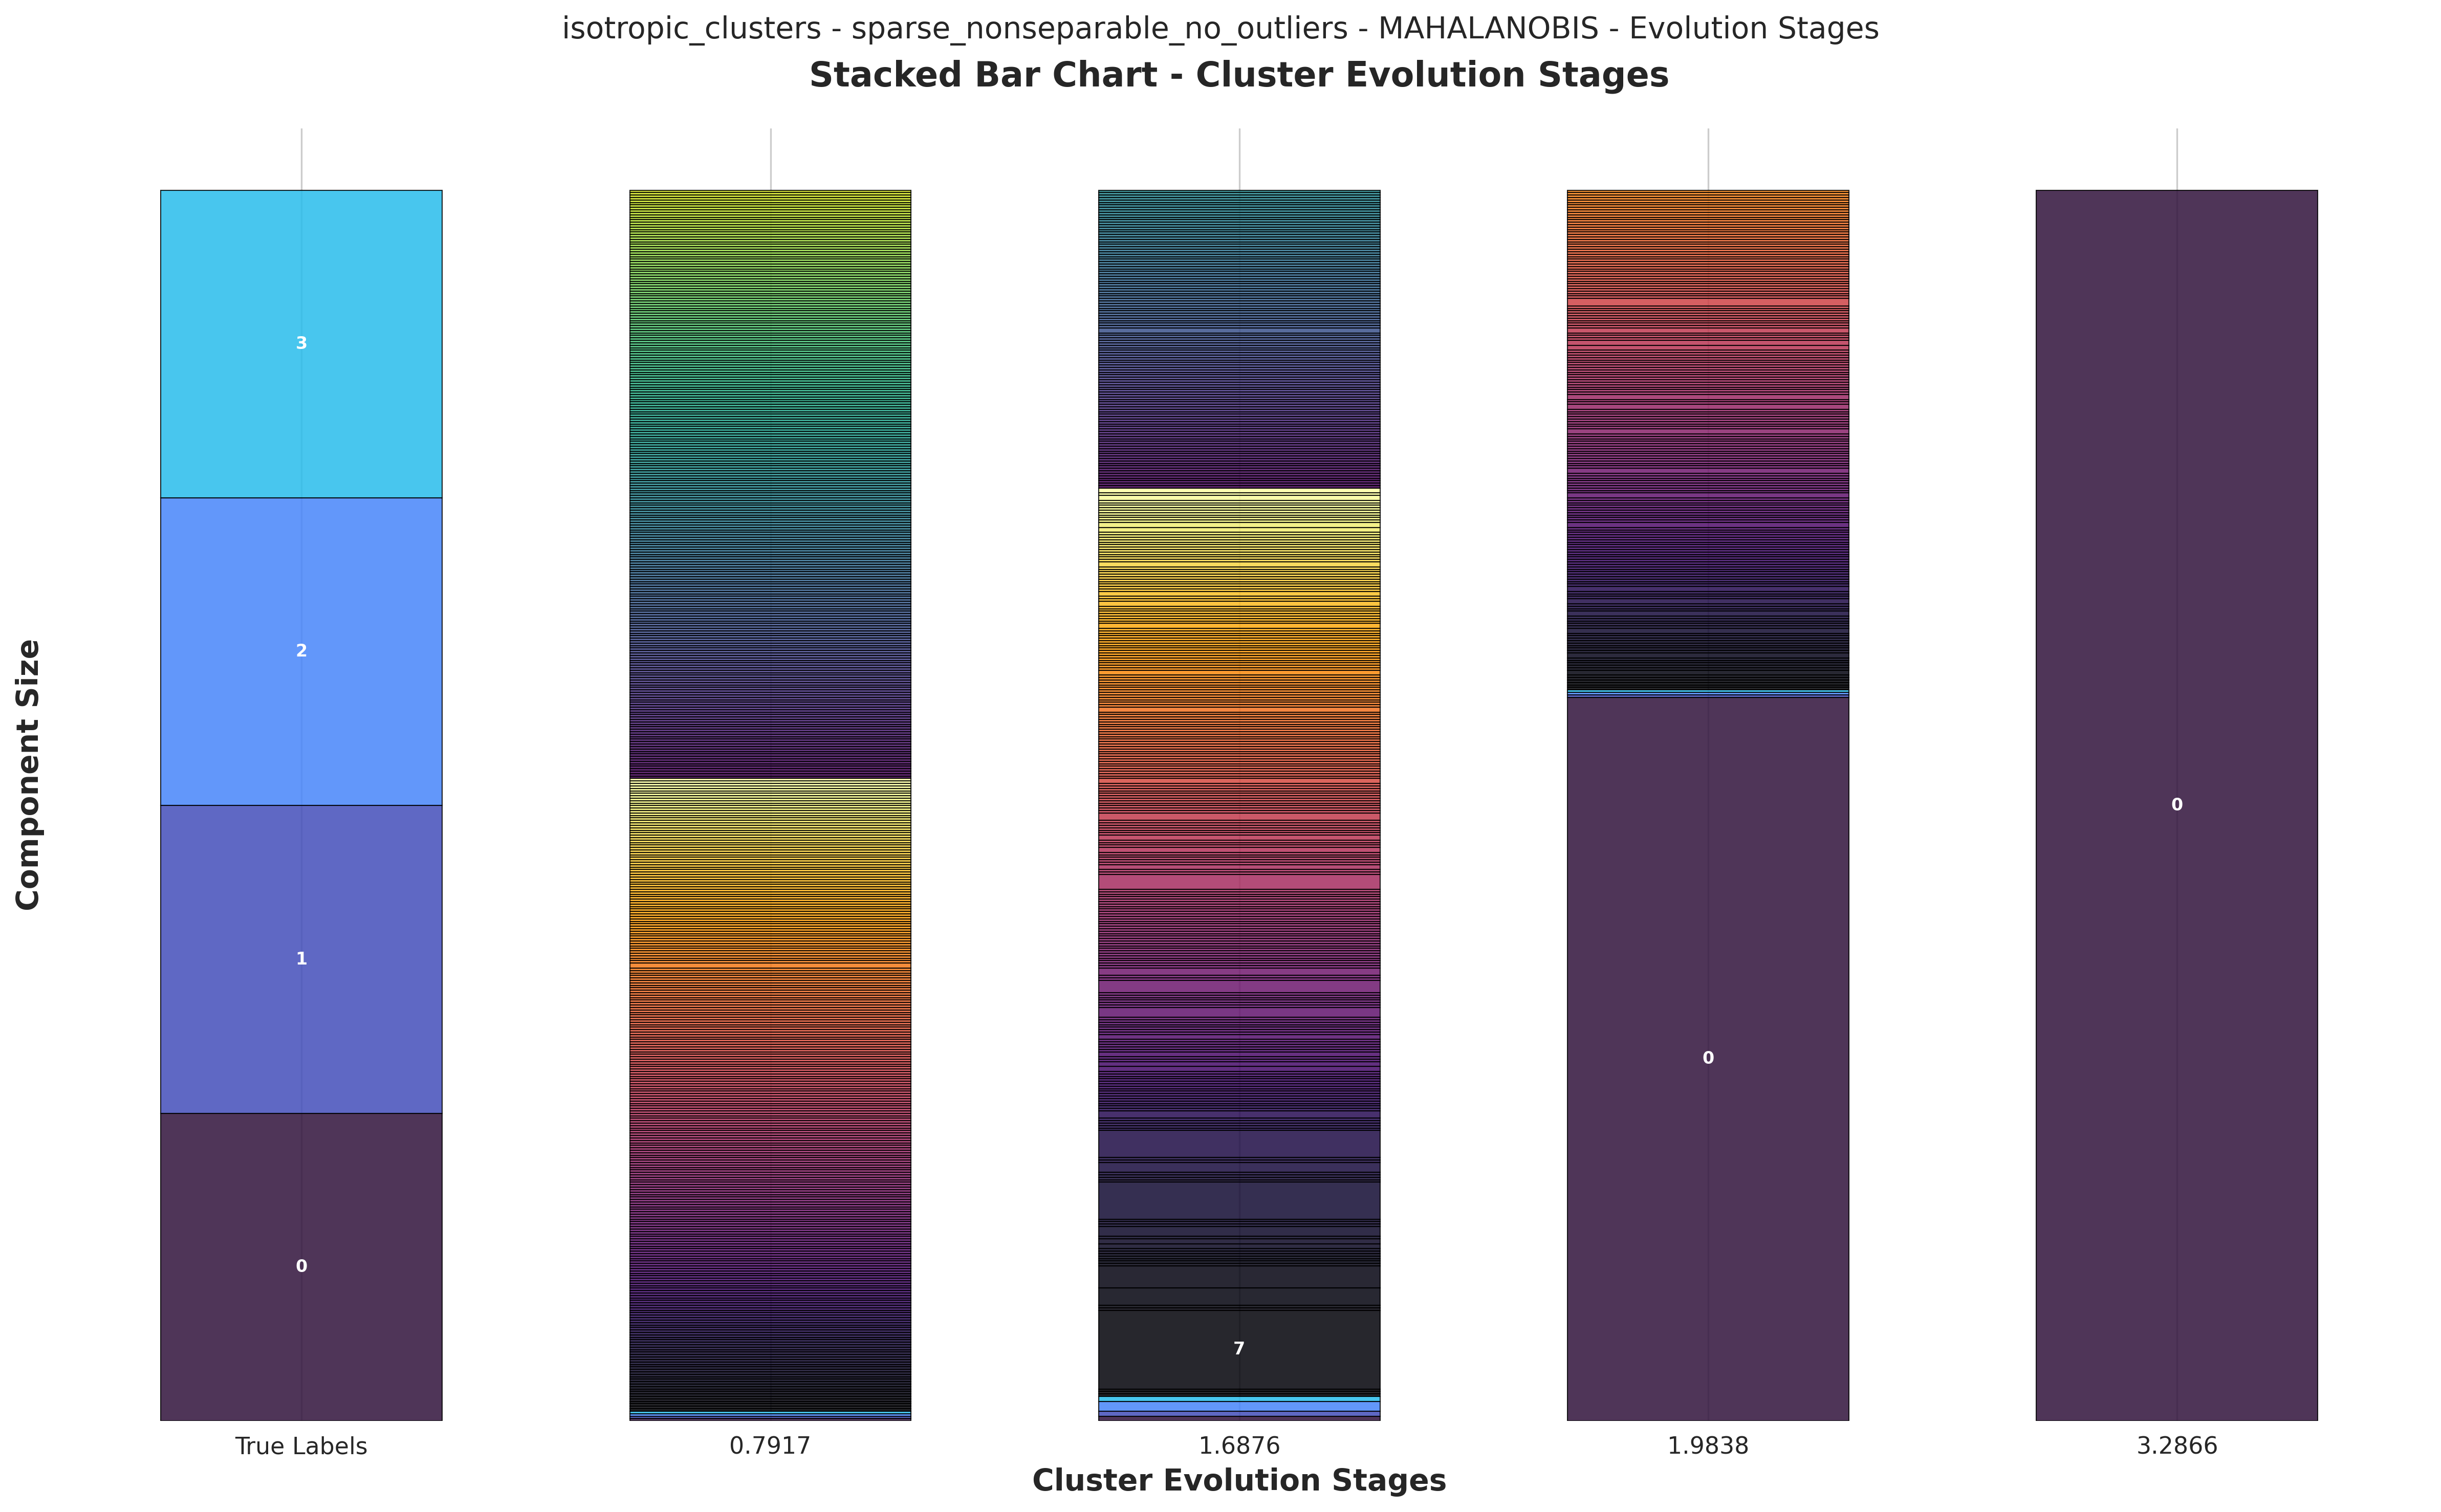 isotropic_clusters - sparse_nonseparable_no_outliers - MAHALANOBIS - Evolution Stages
Stacked Bar Chart - Cluster Evolution Stages
Component Size
3
2
1
0
7
0
0
True Labels
0.7917
1.6876
1.9838
3.2866
Cluster Evolution Stages